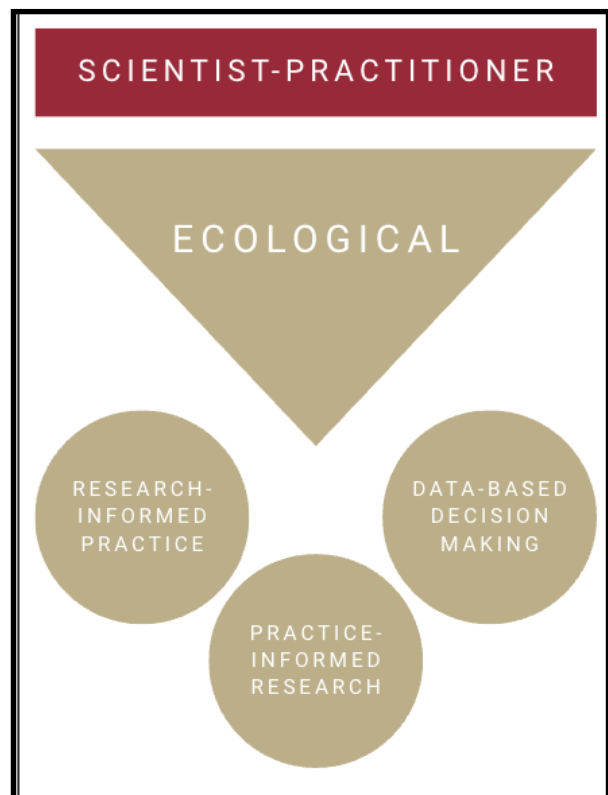 SCIENTIST-PRACTITIONER
ECOLOGICAL
RESEARCH-
INFORMED
PRACTICE
DATA-BASED
DECISION
MAKING
PRACTICE-
INFORMED
RESEARCH